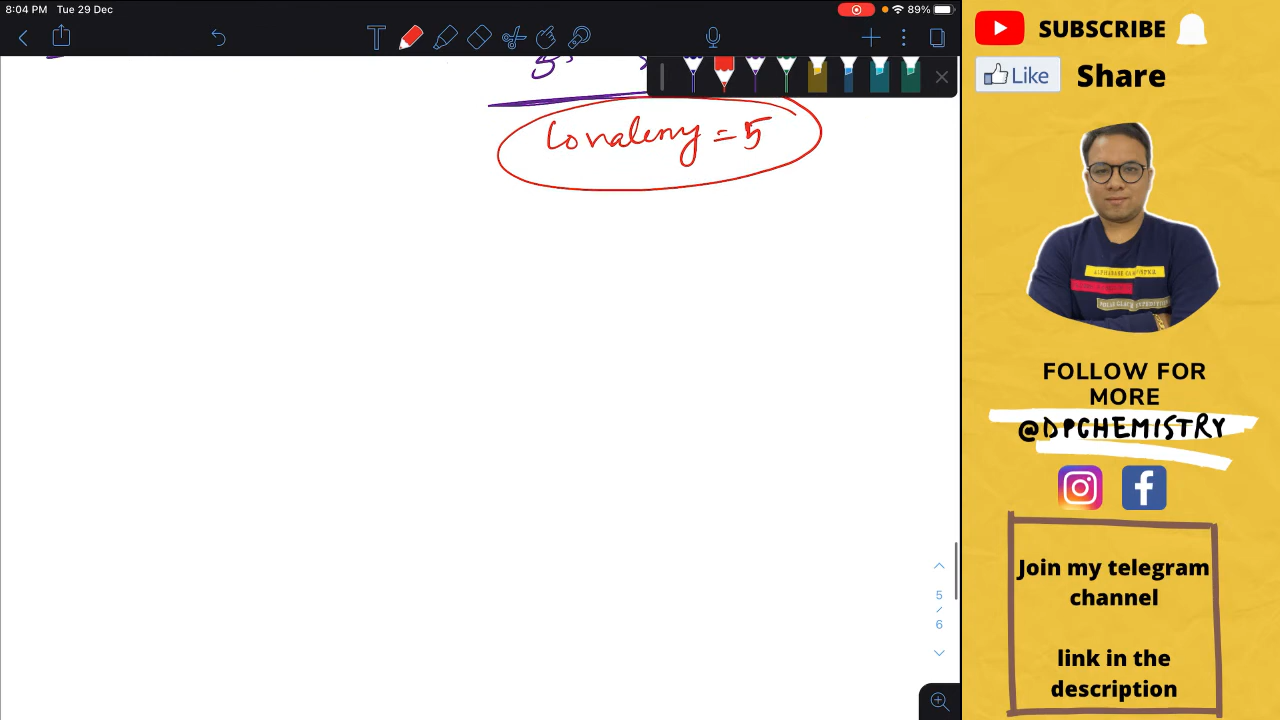 8:04 PM Tue 29 Dec
89%
T
Covalency = 5
5
6
SUBSCRIBE
Like
Share
FOLLOW FOR
MORE
@DPCHEMISTRY
Join my telegram
channel
link in the
description